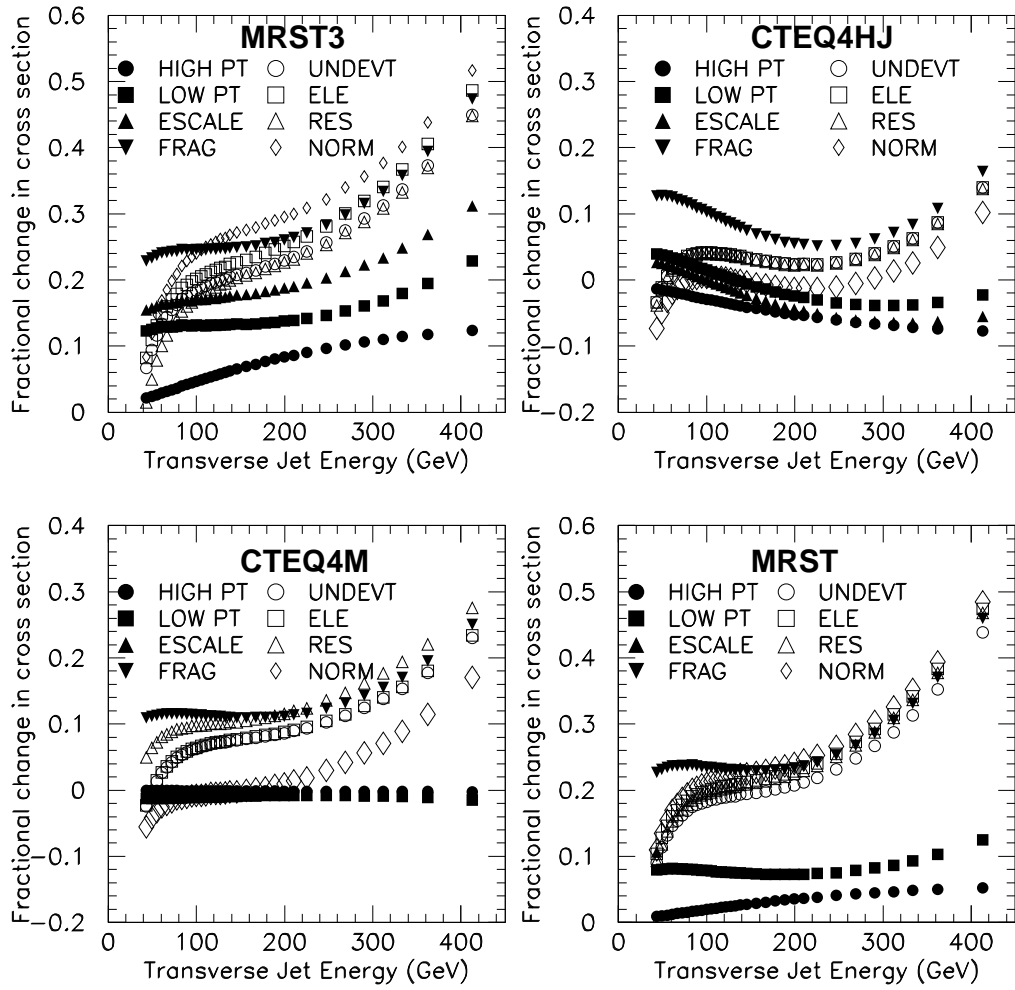 MRST3
HIGH PT UNDEVT
LOW PT ELE
ESCALE RES
FRAG NORM
Fractional change in cross section
0.6
0.5
0.4
0.3
0.2
0.1
0
0 100 200 300 400
Transverse Jet Energy (GeV)
CTEQ4HJ
HIGH PT UNDEVT
LOW PT ELE
ESCALE RES
FRAG NORM
Fractional change in cross section
0.4
0.3
0.2
0.1
0
−0.1
−0.2
0 100 200 300 400
Transverse Jet Energy (GeV)
CTEQ4M
HIGH PT UNDEVT
LOW PT ELE
ESCALE RES
FRAG NORM
Fractional change in cross section
0.4
0.3
0.2
0.1
0
−0.1
−0.2
0 100 200 300 400
Transverse Jet Energy (GeV)
MRST
HIGH PT UNDEVT
LOW PT ELE
ESCALE RES
FRAG NORM
Fractional change in cross section
0.6
0.5
0.4
0.3
0.2
0.1
0
0 100 200 300 400
Transverse Jet Energy (GeV)